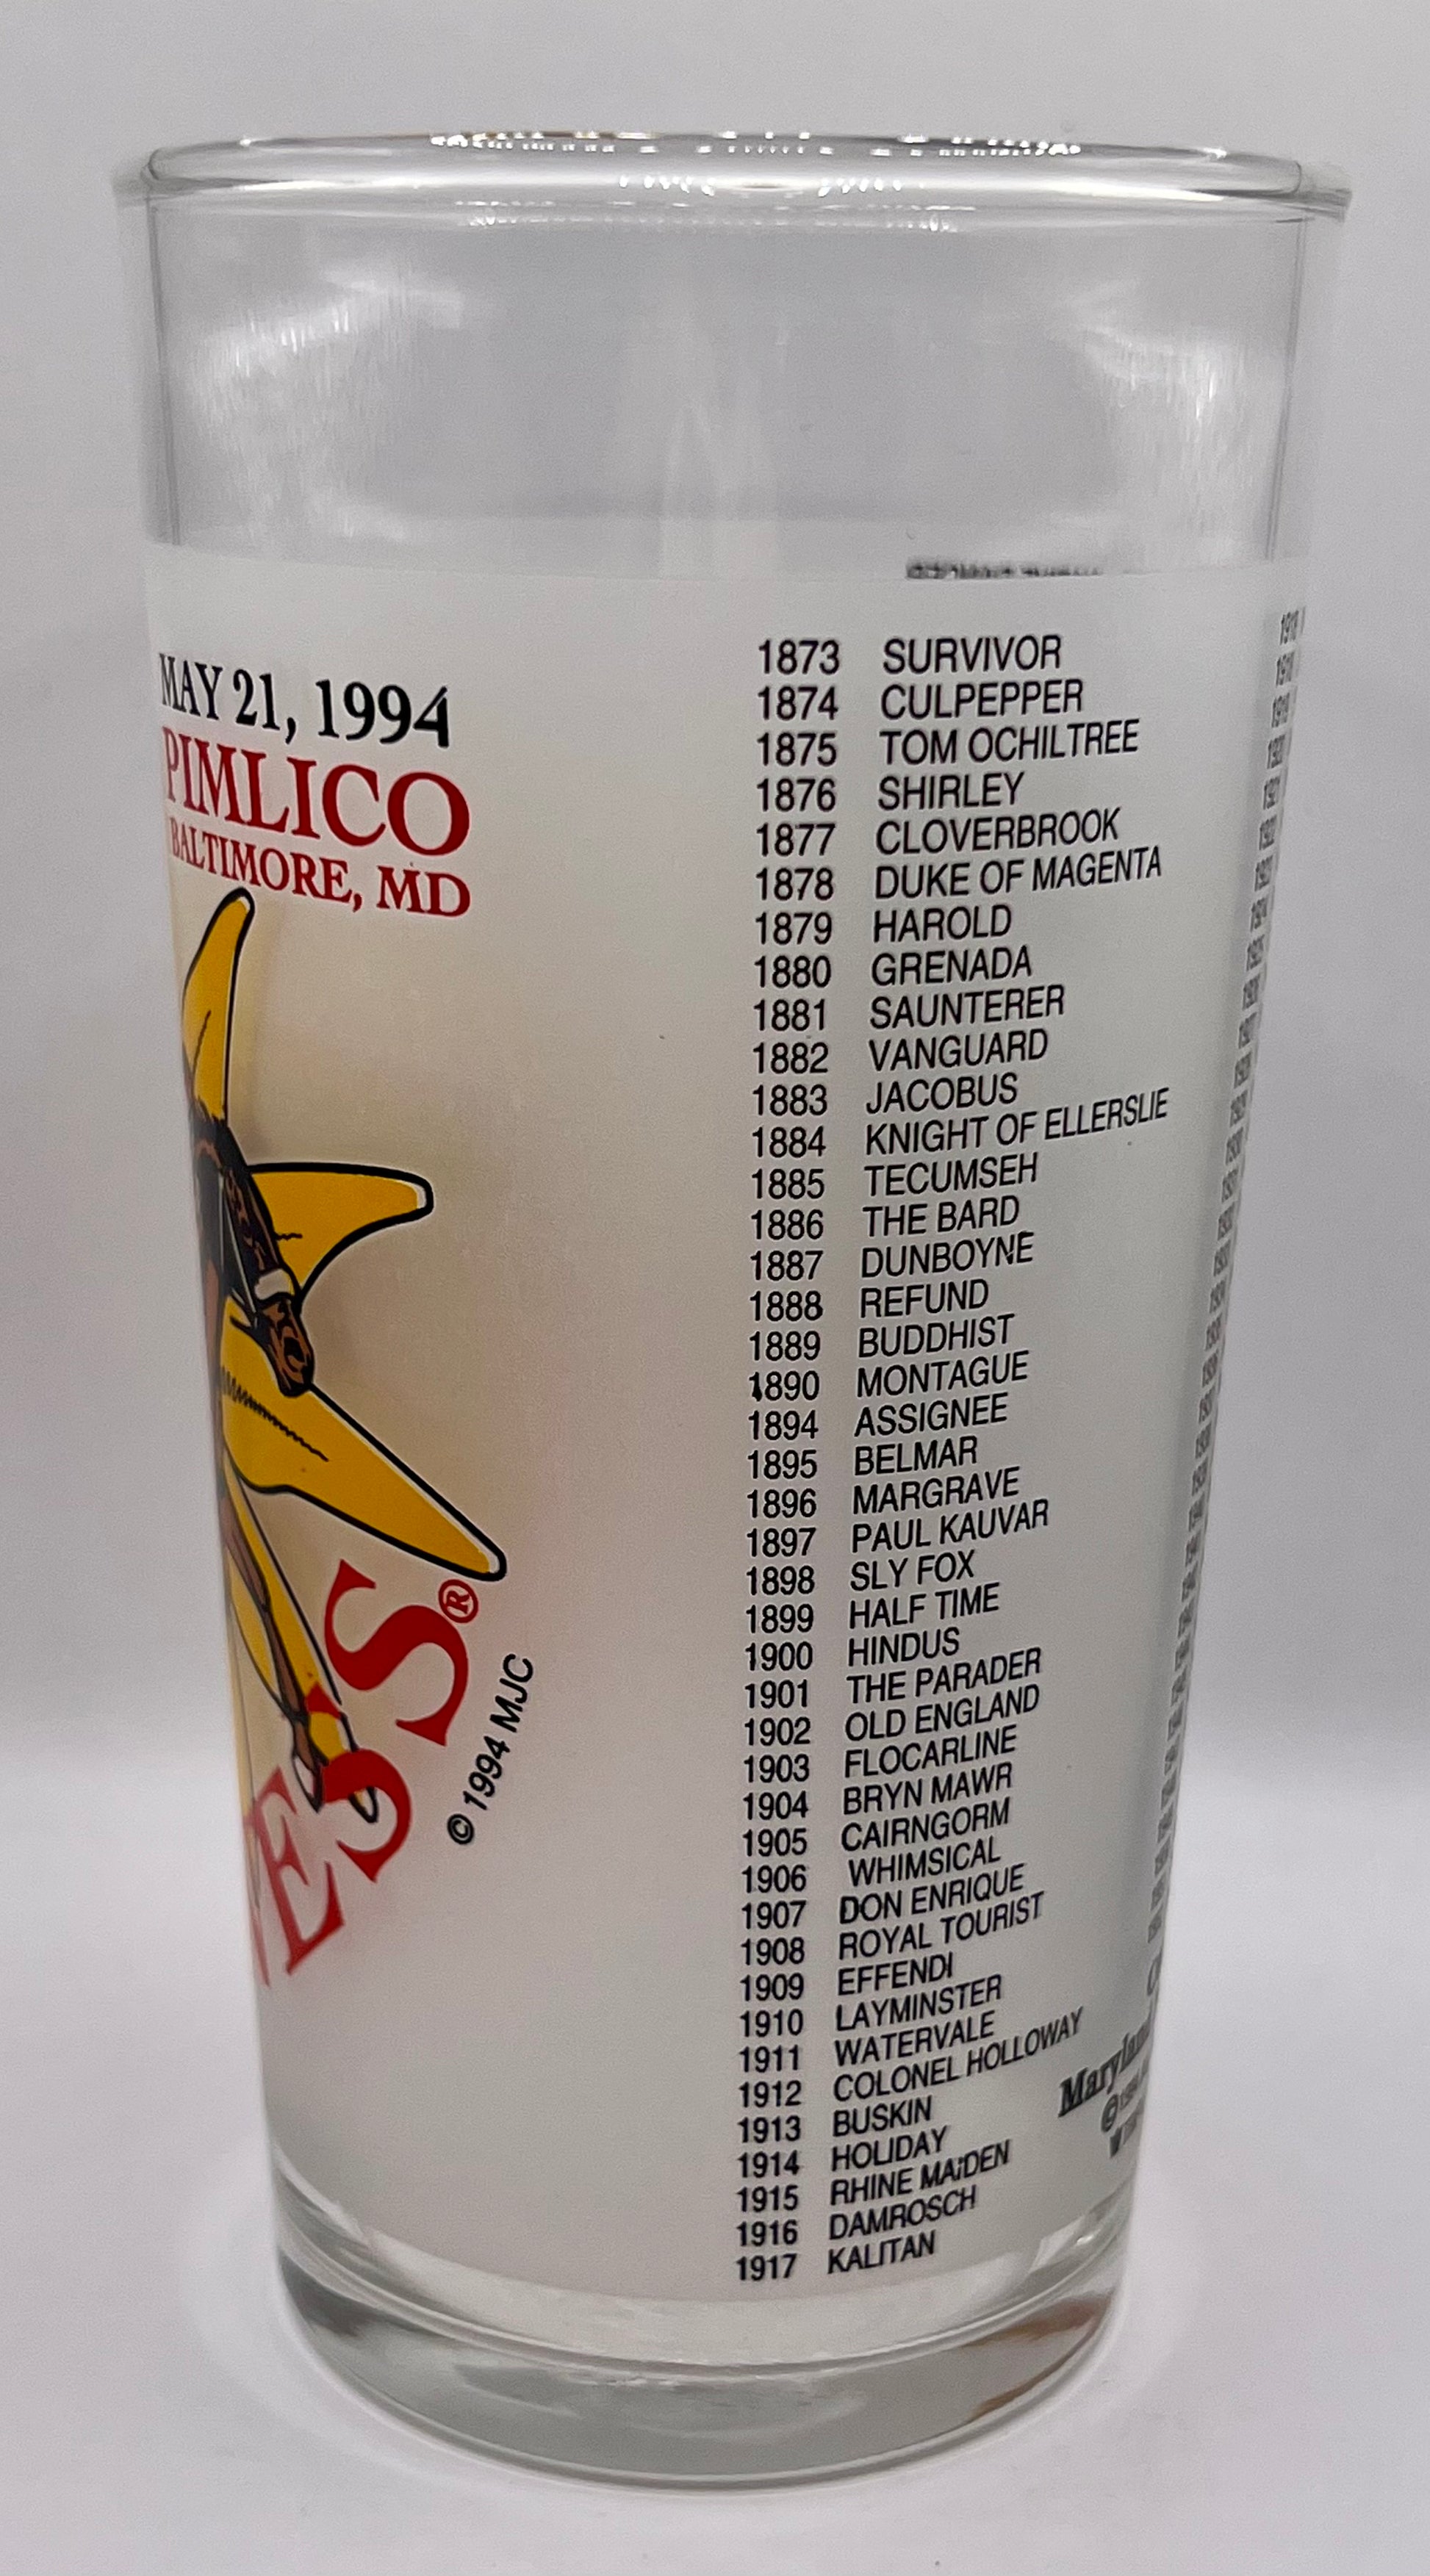 MAY 21, 1994
PIMLICO
BALTIMORE, MD
ESS®
© 1994 MJC
1873 SURVIVOR
1874 CULPEPPER
1875 TOM OCHILTREE
1876 SHIRLEY
1877 CLOVERBROOK
1878 DUKE OF MAGENTA
1879 HAROLD
1880 GRENADA
1881 SAUNTERER
1882 VANGUARD
1883 JACOBUS
1884 KNIGHT OF ELLERSLIE
1885 TECUMSEH
1886 THE BARD
1887 DUNBOYNE
1888 REFUND
1889 BUDDHIST
1890 MONTAGUE
1894 ASSIGNEE
1895 BELMAR
1896 MARGRAVE
1897 PAUL KAUVAR
1898 SLY FOX
1899 HALF TIME
1900 HINDUS
1901 THE PARADER
1902 OLD ENGLAND
1903 FLOCARLINE
1904 BRYN MAWR
1905 CAIRNGORM
1906 WHIMSICAL
1907 DON ENRIQUE
1908 ROYAL TOURIST
1909 EFFENDI
1910 LAYMINSTER
1911 WATERVALE
1912 COLONEL HOLLOWAY
1913 BUSKIN
1914 HOLIDAY
1915 RHINE MAiDEN
1916 DAMROSCH
1917 KALITAN
Maryland